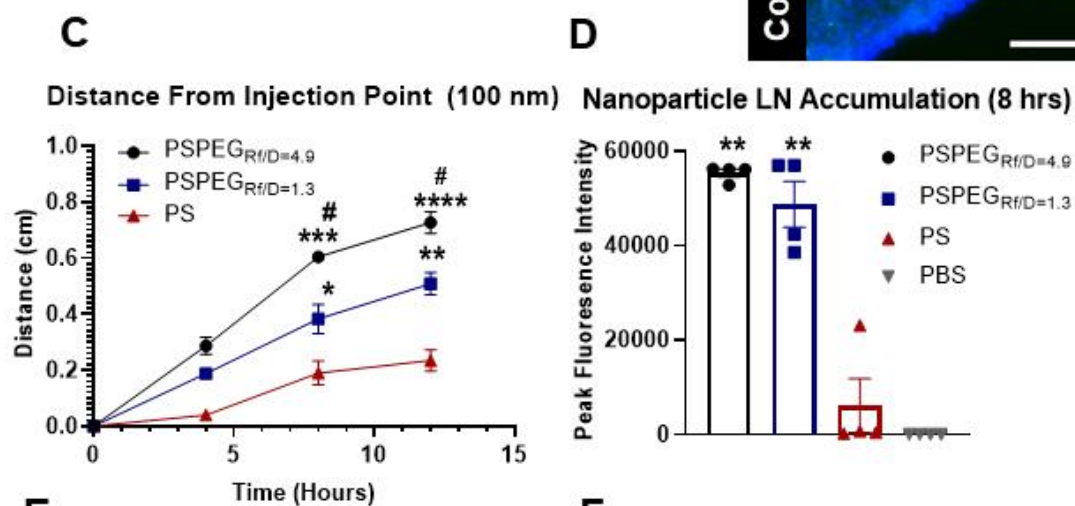 Co
C
D
Distance From Injection Point (100 nm)
1.0
0.8
0.6
0.4
0.2
0.0
Distance (cm)
PSPEGRf/D=4.9
PSPEGRf/D=1.3
PS
#
***
*
#
****
**
0
5
10
15
Time (Hours)
Nanoparticle LN Accumulation (8 hrs)
Peak Fluoresence Intensity
60000
40000
20000
0
**
**
PSPEGRf/D=4.9
PSPEGRf/D=1.3
PS
PBS